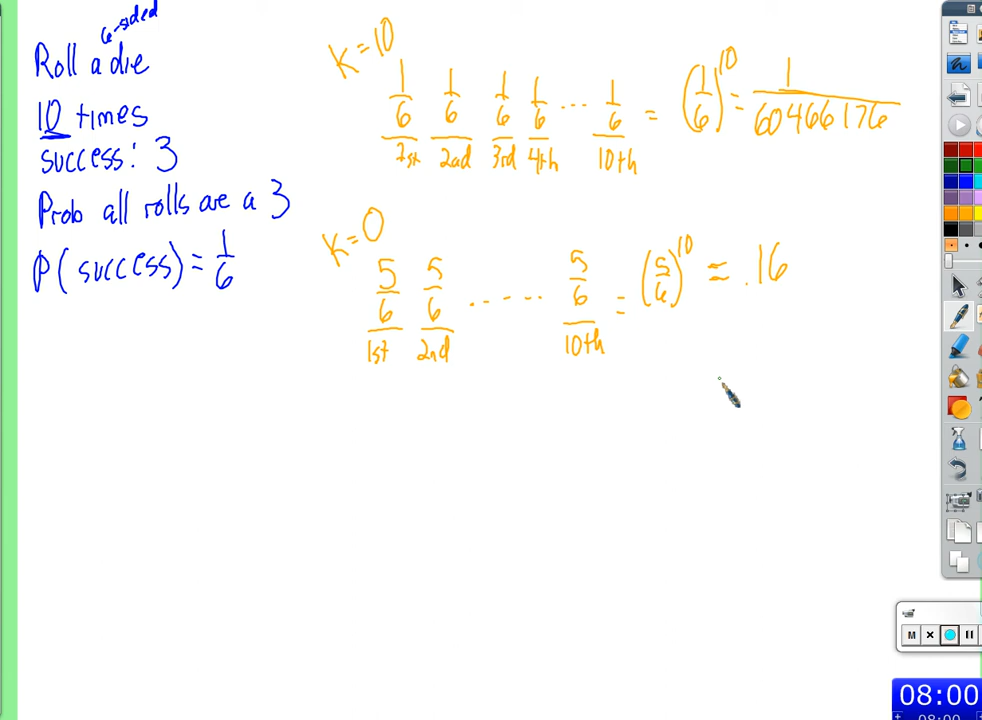 6-sided
Roll a die
10 times
success: 3
Prob all rolls are a 3
P(success) = 1/6
K=10
1/6 1/6 1/6 1/6 ... 1/6 = (1/6)^10 = 1/60466176
1st 2nd 3rd 4th 10th
K=0
5/6 5/6 ...... 5/6 = (5/6)^10 ≈ .16
1st 2nd 10th
M
08:00
08:00